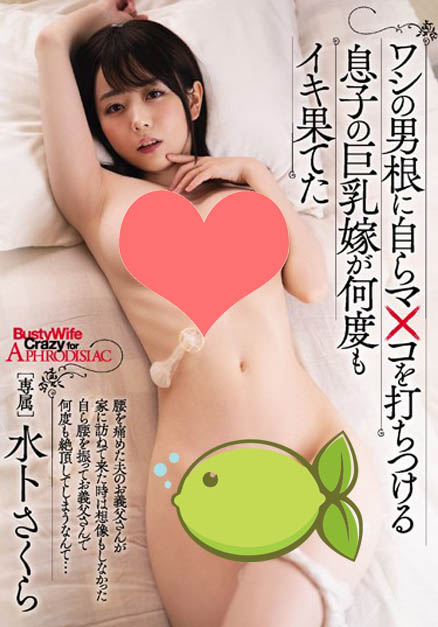 ワシの男根に自らマ×コを打ちつける
息子の巨乳嫁が何度も
イキ果てた
BustyWife
Crazy for
APHRODISIAC
腰を痛めた夫のお義父さんが
家に訪ねて来た時は想像もしなかった
自ら腰を振ってお義父さんで
何度も絶頂してしまうなんて…
［専属］水卜さくら